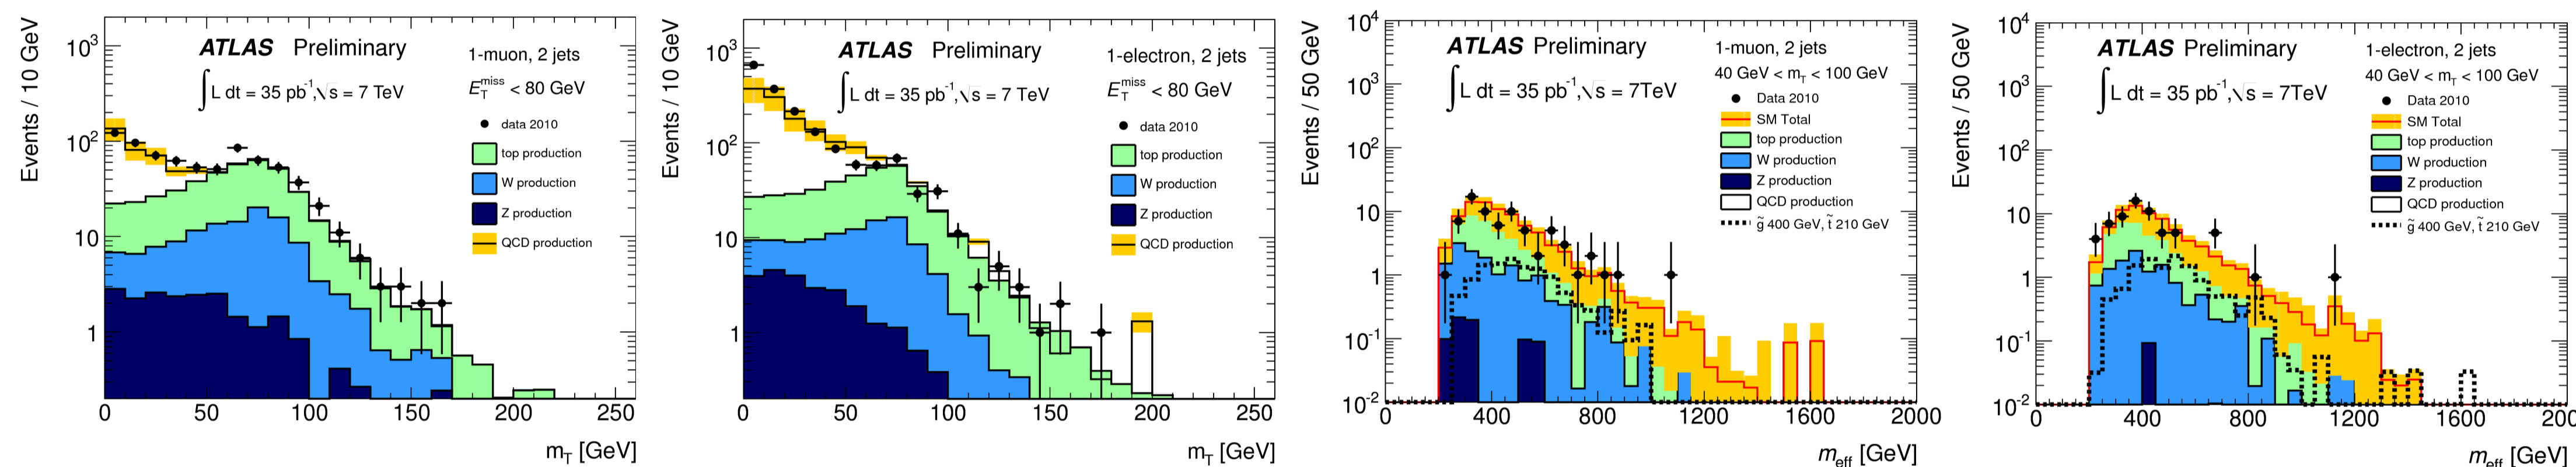 Events / 10 GeV
10³
10²
10
1
ATLAS Preliminary
∫L dt = 35 pb⁻¹,√s = 7 TeV
1-muon, 2 jets
E_T^miss < 80 GeV
data 2010
top production
W production
Z production
QCD production
0 50 100 150 200 250
m_T [GeV]
Events / 10 GeV
10³
10²
10
1
ATLAS Preliminary
∫L dt = 35 pb⁻¹,√s = 7 TeV
1-electron, 2 jets
E_T^miss < 80 GeV
data 2010
top production
W production
Z production
QCD production
0 50 100 150 200 250
m_T [GeV]
Events / 50 GeV
10⁴
10³
10²
10
1
10⁻¹
10⁻²
ATLAS Preliminary
∫L dt = 35 pb⁻¹,√s = 7TeV
1-muon, 2 jets
40 GeV < m_T < 100 GeV
Data 2010
SM Total
top production
W production
Z production
QCD production
g̃ 400 GeV, t̃ 210 GeV
0 400 800 1200 1600 2000
m_eff [GeV]
Events / 50 GeV
10⁴
10³
10²
10
1
10⁻¹
10⁻²
ATLAS Preliminary
∫L dt = 35 pb⁻¹,√s = 7TeV
1-electron, 2 jets
40 GeV < m_T < 100 GeV
Data 2010
SM Total
top production
W production
Z production
QCD production
g̃ 400 GeV, t̃ 210 GeV
0 400 800 1200 1600 200
m_eff [GeV]